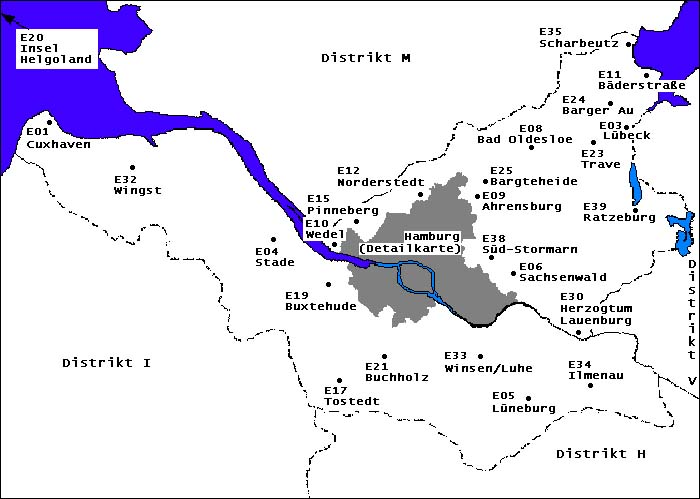 E20
Insel
Helgoland
Distrikt M
E35
Scharbeutz
E11
Bäderstraße
E24
Barger Au
E01
Cuxhaven
E03
Lübeck
E08
Bad Oldesloe
E23
Trave
E32
Wingst
E12
Norderstedt
E25
Bargteheide
E15
Pinneberg
E09
Ahrensburg
E39
Ratzeburg
E10
Wedel
Hamburg
(Detailkarte)
E04
Stade
E38
Süd-Stormarn
E06
Sachsenwald
Distrikt V
E19
Buxtehude
E30
Herzogtum
Lauenburg
Distrikt I
E21
Buchholz
E33
Winsen/Luhe
E34
Ilmenau
E17
Tostedt
E05
Lüneburg
Distrikt H